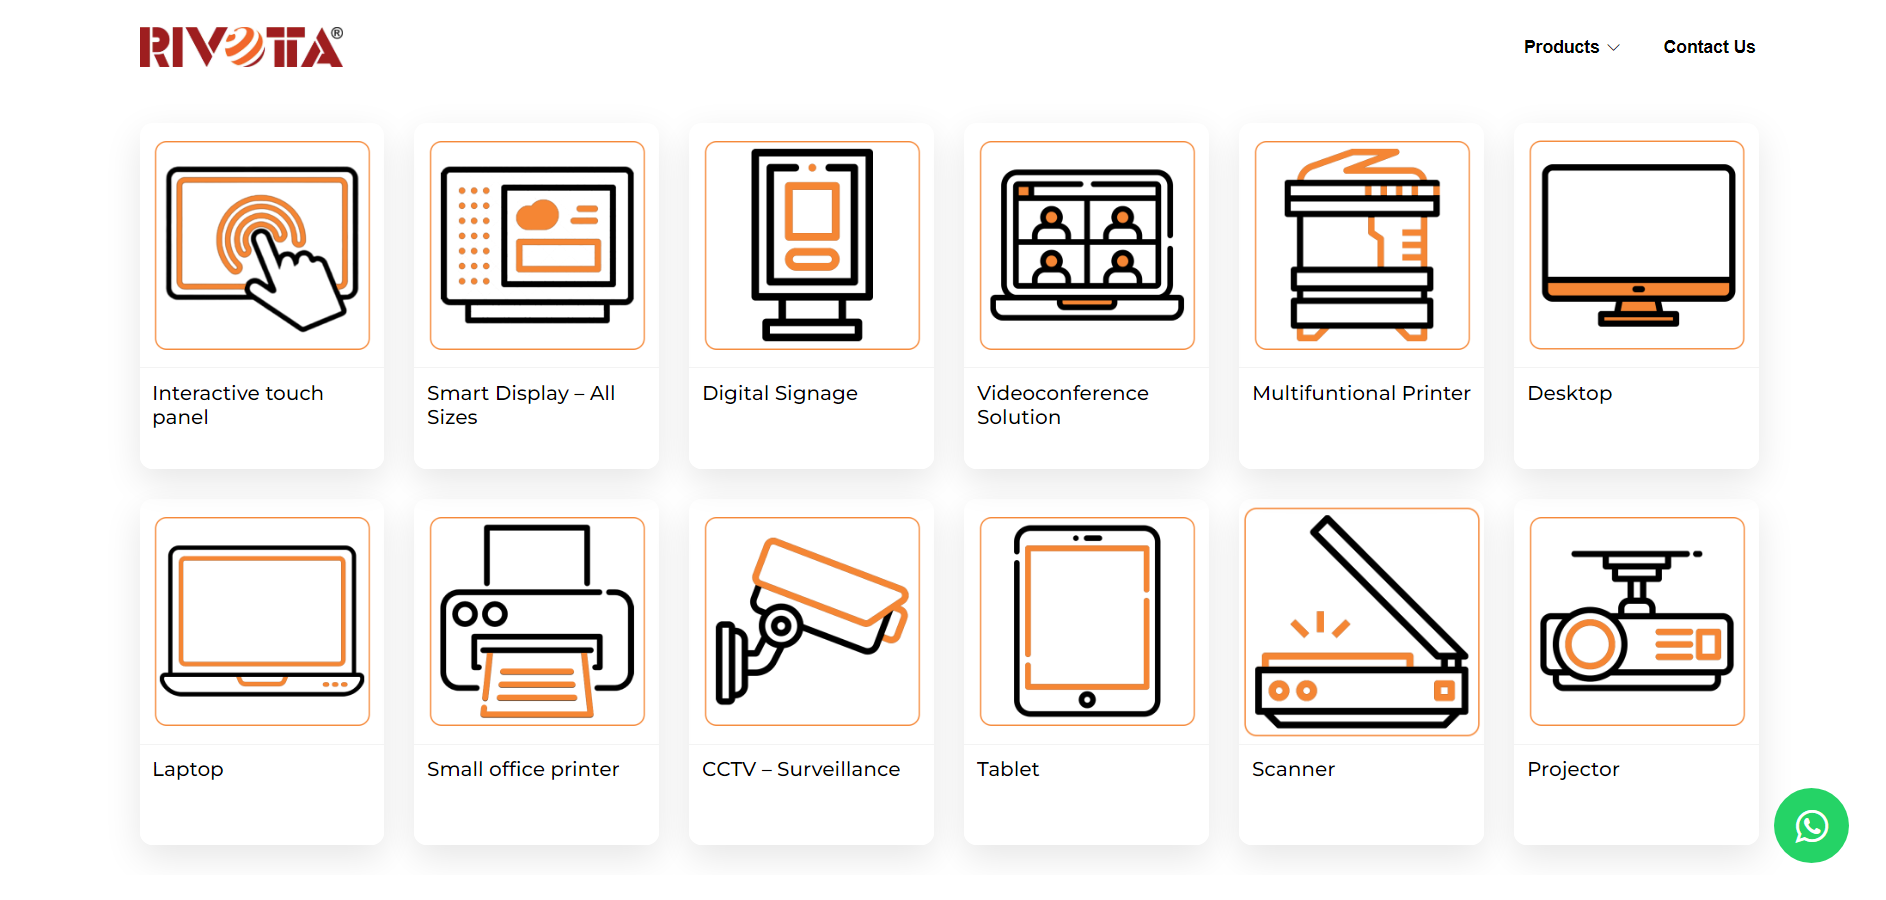 RIVOTTA®
Products
Contact Us
Interactive touch
panel
Smart Display – All
Sizes
Digital Signage
Videoconference
Solution
Multifuntional Printer
Desktop
Laptop
Small office printer
CCTV – Surveillance
Tablet
Scanner
Projector